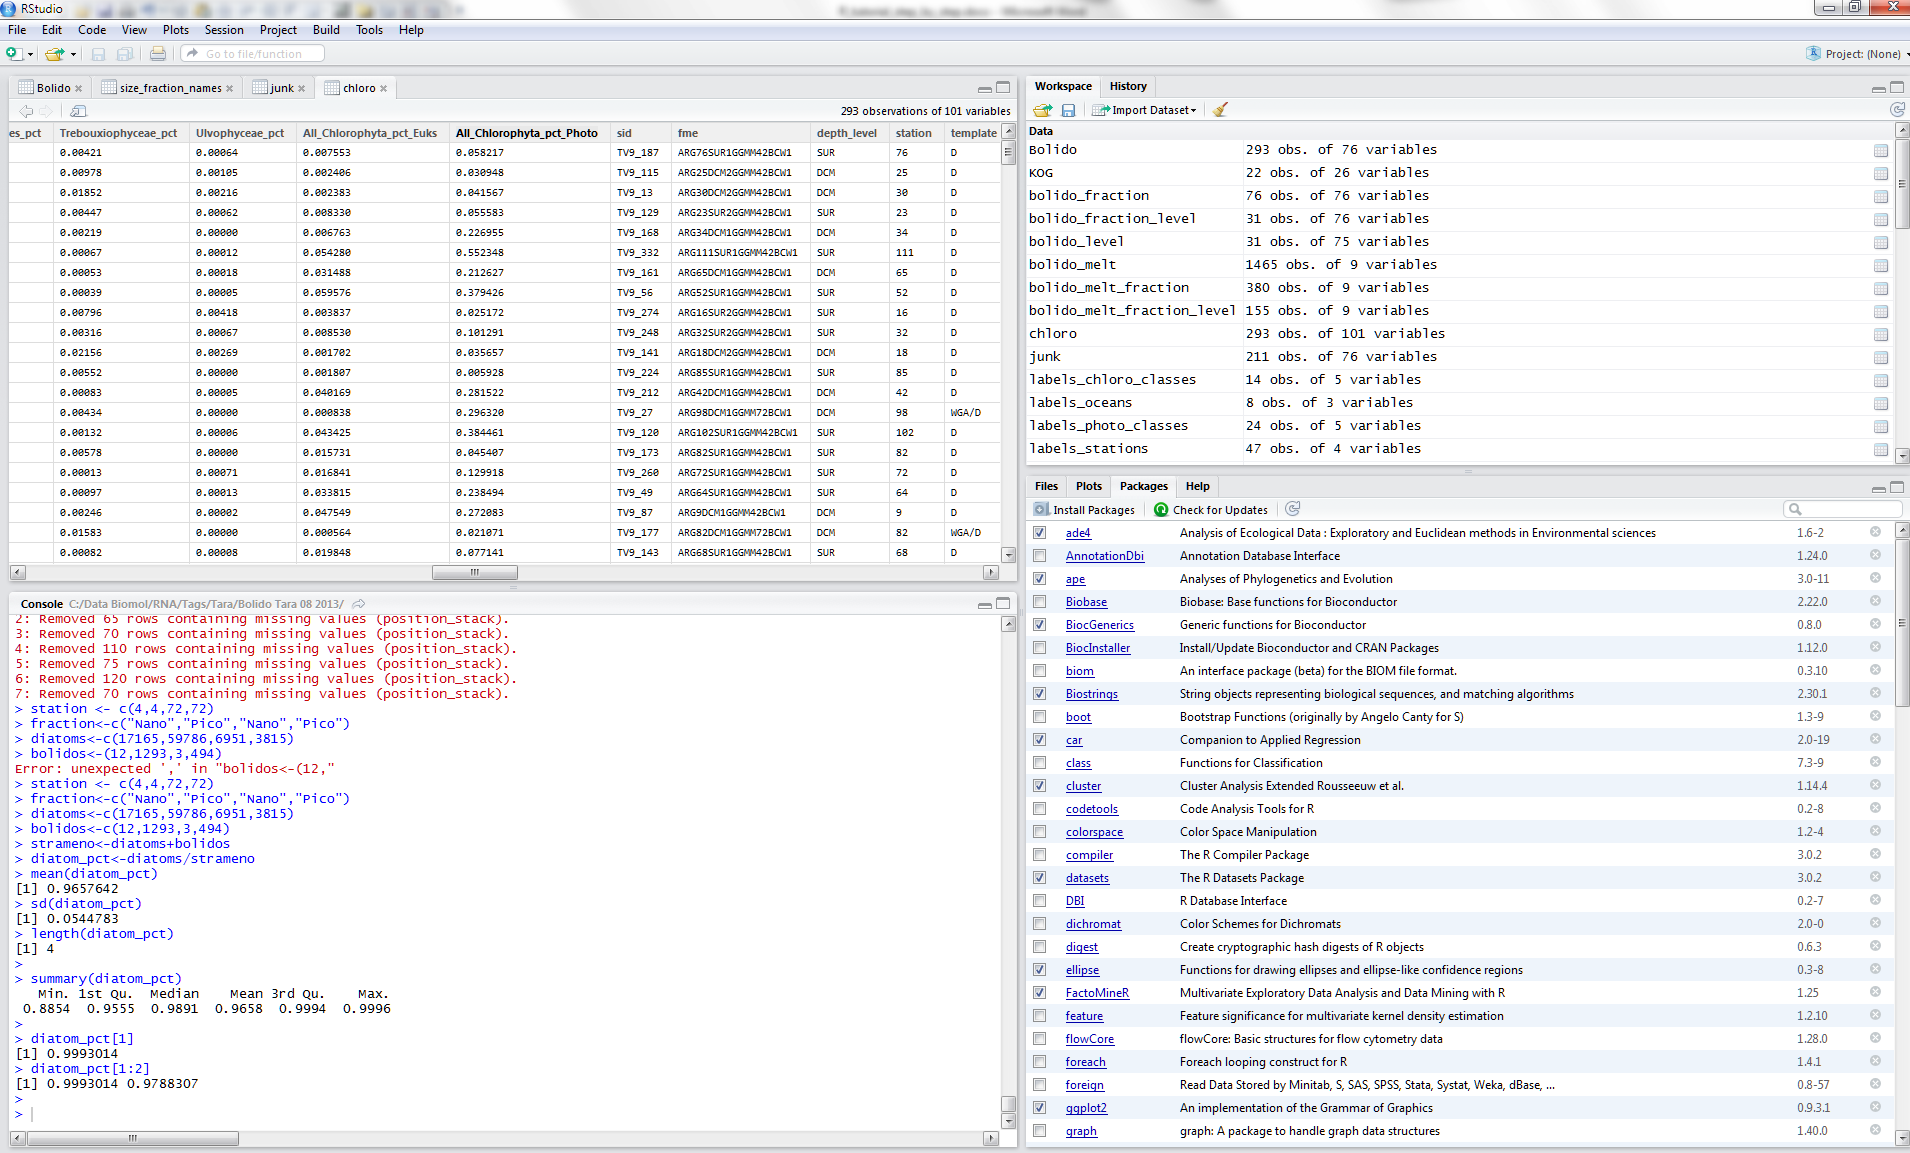 RStudio
File Edit Code View Plots Session Project Build Tools Help
Go to file/function
Project: (None)
Bolido size_fraction_names junk chloro
293 observations of 101 variables
es_pct Trebouxiophyceae_pct Ulvophyceae_pct All_Chlorophyta_pct_Euks All_Chlorophyta_pct_Photo sid fme depth_level station template
0.00421 0.00064 0.007553 0.058217 TV9_187 ARG76SUR1GGMM42BCW1 SUR 76 D
0.00978 0.00105 0.002406 0.030948 TV9_115 ARG25DCM2GGMM42BCW1 DCM 25 D
0.01852 0.00216 0.002383 0.041567 TV9_13 ARG30DCM2GGMM42BCW1 DCM 30 D
0.00447 0.00062 0.008330 0.055583 TV9_129 ARG23SUR2GGMM42BCW1 SUR 23 D
0.00219 0.00000 0.006763 0.226955 TV9_168 ARG34DCM1GGMM42BCW1 DCM 34 D
0.00067 0.00012 0.054280 0.552348 TV9_332 ARG111SUR1GGMM42BCW1 SUR 111 D
0.00053 0.00018 0.031488 0.212627 TV9_161 ARG65DCM1GGMM42BCW1 DCM 65 D
0.00039 0.00005 0.059576 0.379426 TV9_56 ARG52SUR1GGMM42BCW1 SUR 52 D
0.00796 0.00418 0.003837 0.025172 TV9_274 ARG16SUR2GGMM42BCW1 SUR 16 D
0.00316 0.00067 0.008530 0.101291 TV9_248 ARG32SUR2GGMM42BCW1 SUR 32 D
0.02156 0.00269 0.001702 0.035657 TV9_141 ARG18DCM2GGMM42BCW1 DCM 18 D
0.00552 0.00000 0.001807 0.005928 TV9_224 ARG85SUR1GGMM42BCW1 SUR 85 D
0.00083 0.00005 0.040169 0.281522 TV9_212 ARG42DCM1GGMM42BCW1 DCM 42 D
0.00434 0.00000 0.000838 0.296320 TV9_27 ARG98DCM1GGMM72BCW1 DCM 98 WGA/D
0.00132 0.00006 0.043425 0.384461 TV9_120 ARG102SUR1GGMM42BCW1 SUR 102 D
0.00578 0.00000 0.015731 0.045407 TV9_173 ARG82SUR1GGMM42BCW1 SUR 82 D
0.00013 0.00071 0.016841 0.129918 TV9_260 ARG72SUR1GGMM42BCW1 SUR 72 D
0.00097 0.00013 0.033815 0.238494 TV9_49 ARG64SUR1GGMM42BCW1 SUR 64 D
0.00246 0.00002 0.047549 0.272083 TV9_87 ARG9DCM1GGMM42BCW1 DCM 9 D
0.01583 0.00000 0.000564 0.021071 TV9_177 ARG82DCM1GGMM72BCW1 DCM 82 WGA/D
0.00082 0.00008 0.019848 0.077141 TV9_143 ARG68SUR1GGMM42BCW1 SUR 68 D
Console C:/Data Biomol/RNA/Tags/Tara/Bolido Tara 08 2013/
2: Removed 65 rows containing missing values (position_stack).
3: Removed 70 rows containing missing values (position_stack).
4: Removed 110 rows containing missing values (position_stack).
5: Removed 75 rows containing missing values (position_stack).
6: Removed 120 rows containing missing values (position_stack).
7: Removed 70 rows containing missing values (position_stack).
> station <- c(4,4,72,72)
> fraction<-c("Nano","Pico","Nano","Pico")
> diatoms<-c(17165,59786,6951,3815)
> bolidos<-(12,1293,3,494)
Error: unexpected ',' in "bolidos<-(12,"
> station <- c(4,4,72,72)
> fraction<-c("Nano","Pico","Nano","Pico")
> diatoms<-c(17165,59786,6951,3815)
> bolidos<-c(12,1293,3,494)
> strameno<-diatoms+bolidos
> diatom_pct<-diatoms/strameno
> mean(diatom_pct)
[1] 0.9657642
> sd(diatom_pct)
[1] 0.0544783
> length(diatom_pct)
[1] 4
>
> summary(diatom_pct)
Min. 1st Qu. Median Mean 3rd Qu. Max.
0.8854 0.9555 0.9891 0.9658 0.9994 0.9996
>
> diatom_pct[1]
[1] 0.9993014
> diatom_pct[1:2]
[1] 0.9993014 0.9788307
>
>
Workspace History
Import Dataset
Data
Bolido 293 obs. of 76 variables
KOG 22 obs. of 26 variables
bolido_fraction 76 obs. of 76 variables
bolido_fraction_level 31 obs. of 76 variables
bolido_level 31 obs. of 75 variables
bolido_melt 1465 obs. of 9 variables
bolido_melt_fraction 380 obs. of 9 variables
bolido_melt_fraction_level 155 obs. of 9 variables
chloro 293 obs. of 101 variables
junk 211 obs. of 76 variables
labels_chloro_classes 14 obs. of 5 variables
labels_oceans 8 obs. of 3 variables
labels_photo_classes 24 obs. of 5 variables
labels_stations 47 obs. of 4 variables
Files Plots Packages Help
Install Packages Check for Updates
ade4 Analysis of Ecological Data : Exploratory and Euclidean methods in Environmental sciences 1.6-2
AnnotationDbi Annotation Database Interface 1.24.0
ape Analyses of Phylogenetics and Evolution 3.0-11
Biobase Biobase: Base functions for Bioconductor 2.22.0
BiocGenerics Generic functions for Bioconductor 0.8.0
BiocInstaller Install/Update Bioconductor and CRAN Packages 1.12.0
biom An interface package (beta) for the BIOM file format. 0.3.10
Biostrings String objects representing biological sequences, and matching algorithms 2.30.1
boot Bootstrap Functions (originally by Angelo Canty for S) 1.3-9
car Companion to Applied Regression 2.0-19
class Functions for Classification 7.3-9
cluster Cluster Analysis Extended Rousseeuw et al. 1.14.4
codetools Code Analysis Tools for R 0.2-8
colorspace Color Space Manipulation 1.2-4
compiler The R Compiler Package 3.0.2
datasets The R Datasets Package 3.0.2
DBI R Database Interface 0.2-7
dichromat Color Schemes for Dichromats 2.0-0
digest Create cryptographic hash digests of R objects 0.6.3
ellipse Functions for drawing ellipses and ellipse-like confidence regions 0.3-8
FactoMineR Multivariate Exploratory Data Analysis and Data Mining with R 1.25
feature Feature significance for multivariate kernel density estimation 1.2.10
flowCore flowCore: Basic structures for flow cytometry data 1.28.0
foreach Foreach looping construct for R 1.4.1
foreign Read Data Stored by Minitab, S, SAS, SPSS, Stata, Systat, Weka, dBase, ... 0.8-57
ggplot2 An implementation of the Grammar of Graphics 0.9.3.1
graph graph: A package to handle graph data structures 1.40.0